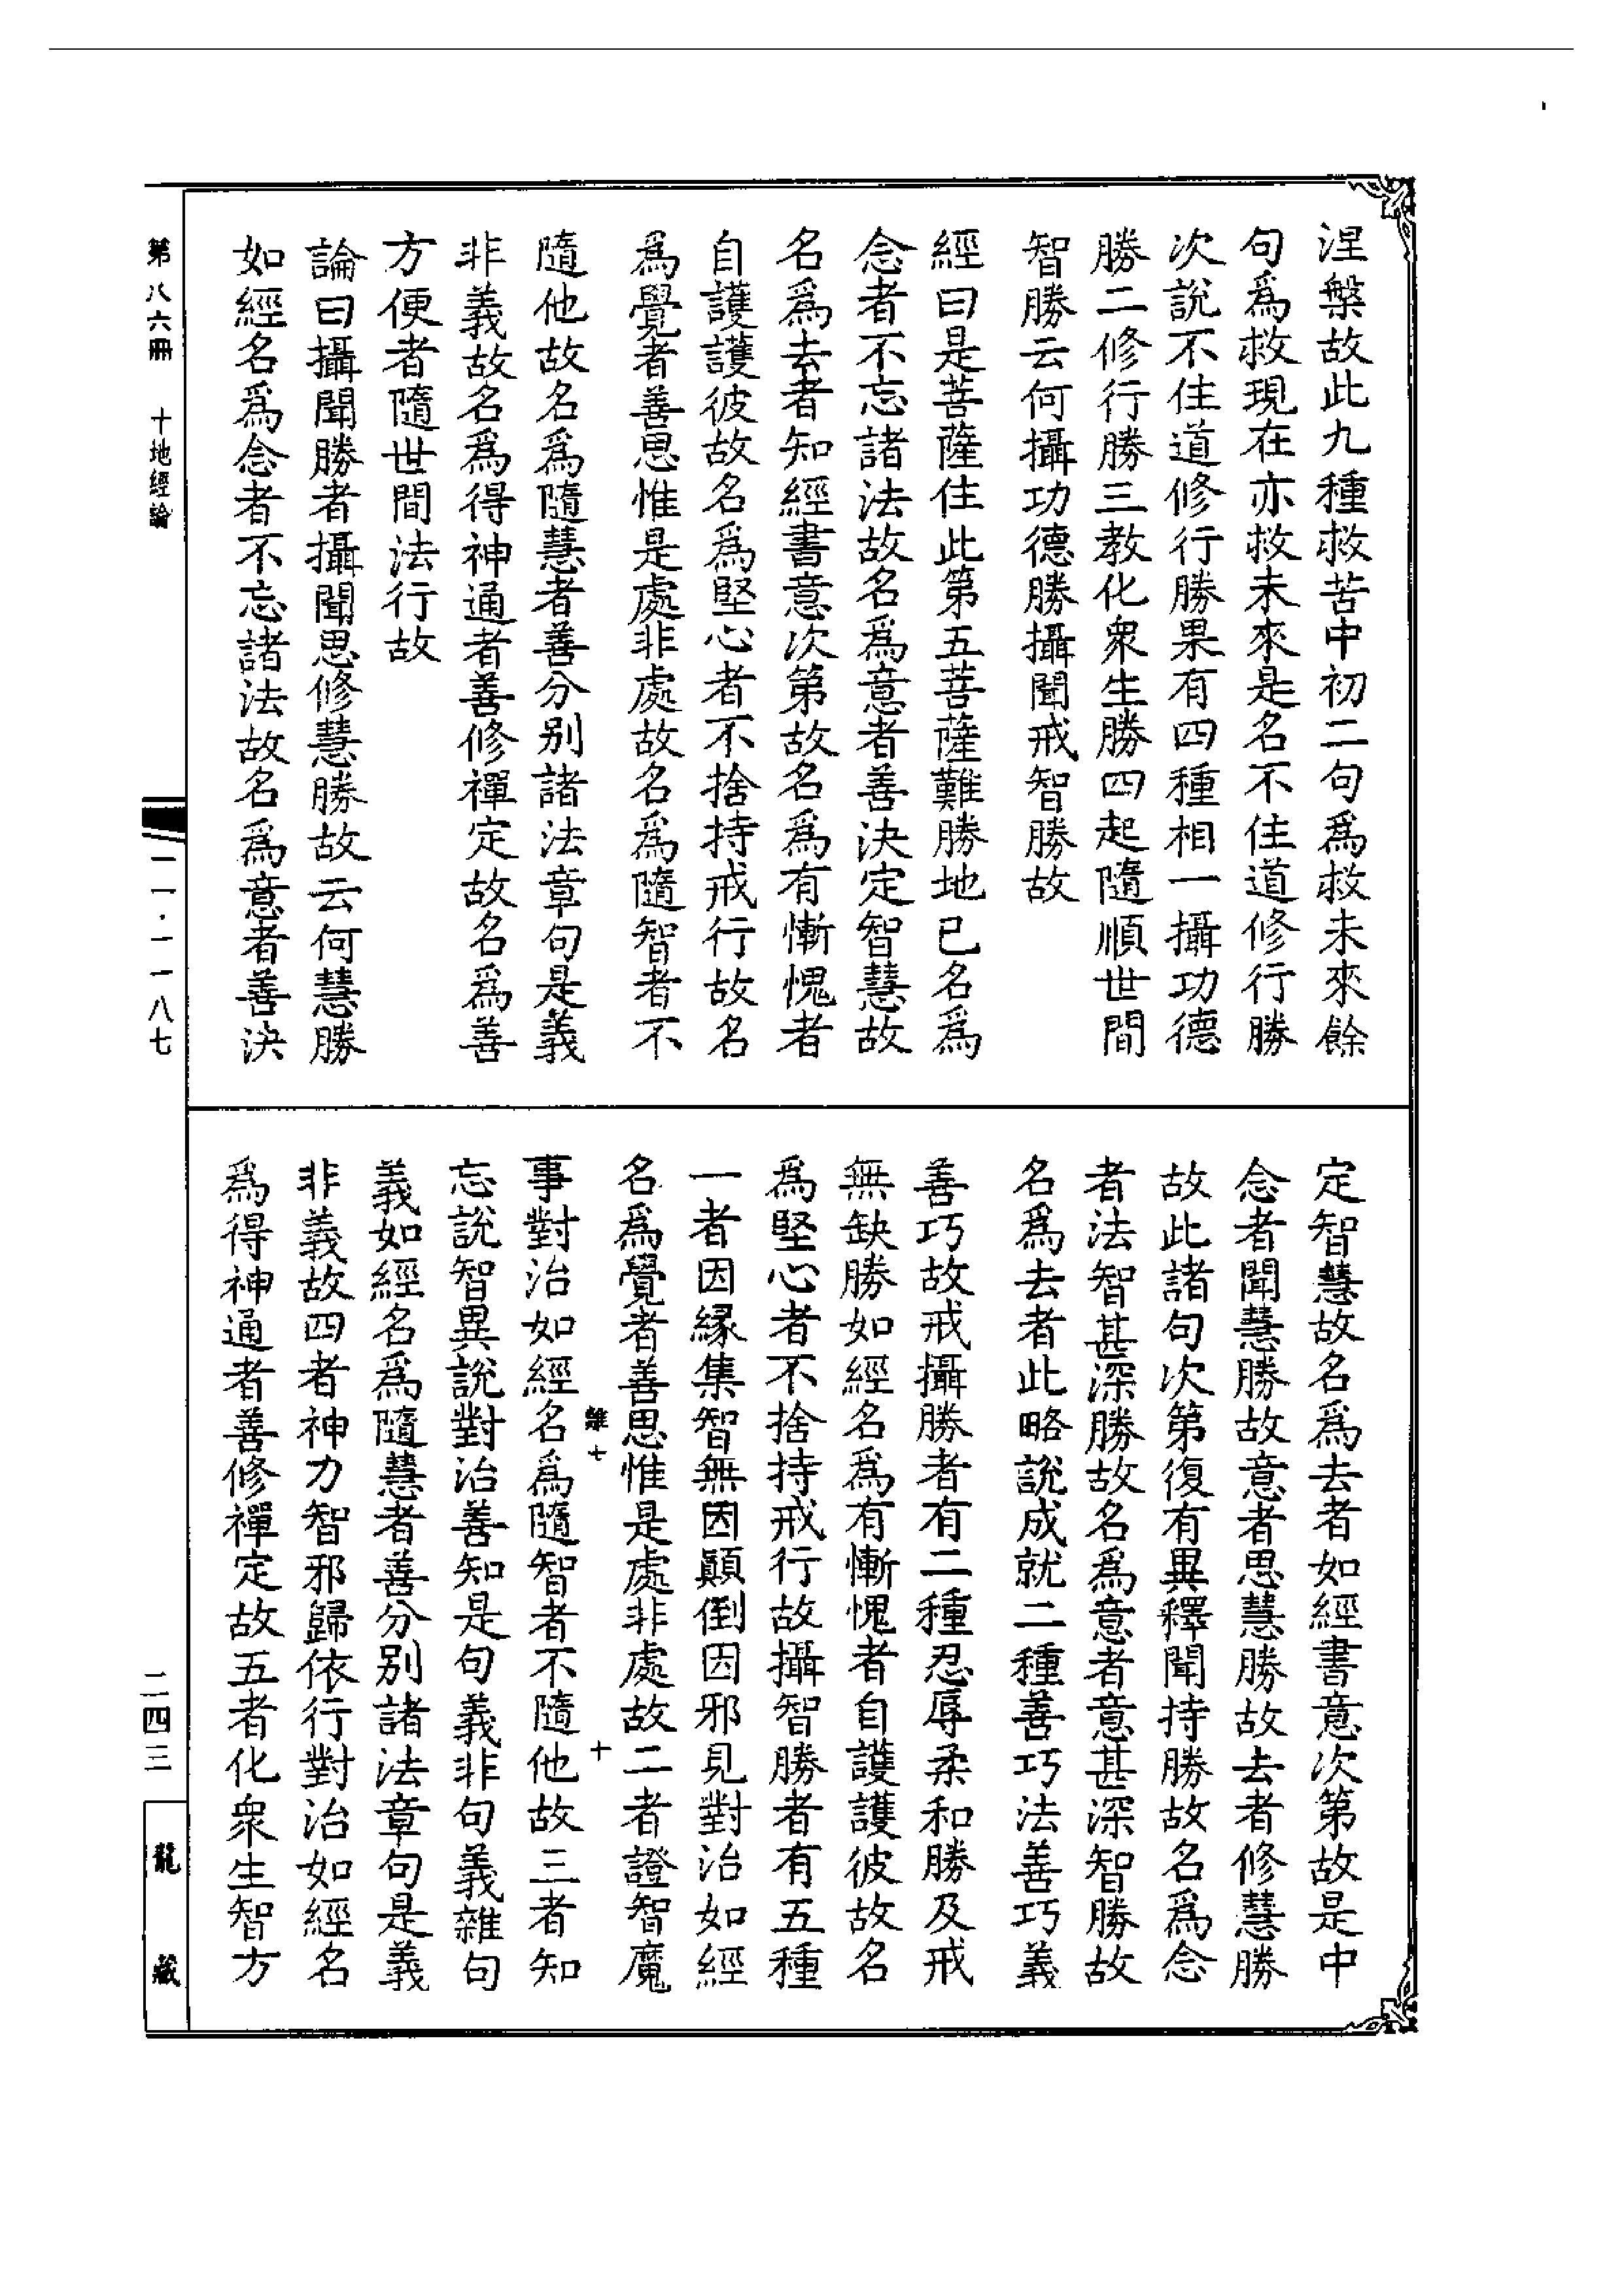 涅槃故此九種救苦中初二句爲救未來餘
句爲救現在亦救未來是名不住道修行勝
次說不住道修行勝果有四種相一攝功德
勝二修行勝三教化衆生勝四起隨順世間
智勝云何攝功德勝攝聞戒智勝故
經曰是菩薩住此第五菩薩難勝地已名爲
念者不忘諸法故名爲意者善決定智慧故
名爲去者知經書意次第故名爲有慚愧者
自護護彼故名爲堅心者不捨持戒行故名
爲覺者善思惟是處非處故名爲隨智者不
隨他故名爲隨慧者善分別諸法章句是義
非義故名爲得神通者善修禪定故名爲善
方便者隨世間法行故
論曰攝聞勝者攝聞思修慧勝故云何慧勝
如經名爲念者不忘諸法故名爲意者善決
定智慧故名爲去者如經書意次第故是中
念者聞慧勝故意者思慧勝故去者修慧勝
故此諸句次第復有異釋聞持勝故名爲念
者法智甚深勝故名爲意者意甚深智勝故
名爲去者此略說成就二種善巧法善巧義
善巧故戒攝勝者有二種忍辱柔和勝及戒
無缺勝如經名爲有慚愧者自護護彼故名
爲堅心者不捨持戒行故攝智勝者有五種
一者因緣集智無因顛倒因邪見對治如經
名爲覺者善思惟是處非處故二者證智魔
雞七 十
事對治如經名爲隨智者不隨他故三者知
忘說智異說對治善知是句義非句義雜句
義如經名爲隨慧者善分別諸法章句是義
非義故四者神力智邪歸依行對治如經名
爲得神通者善修禪定故五者化衆生智方
第八六冊 十地經論
一一·一一八七
二四三
龍藏